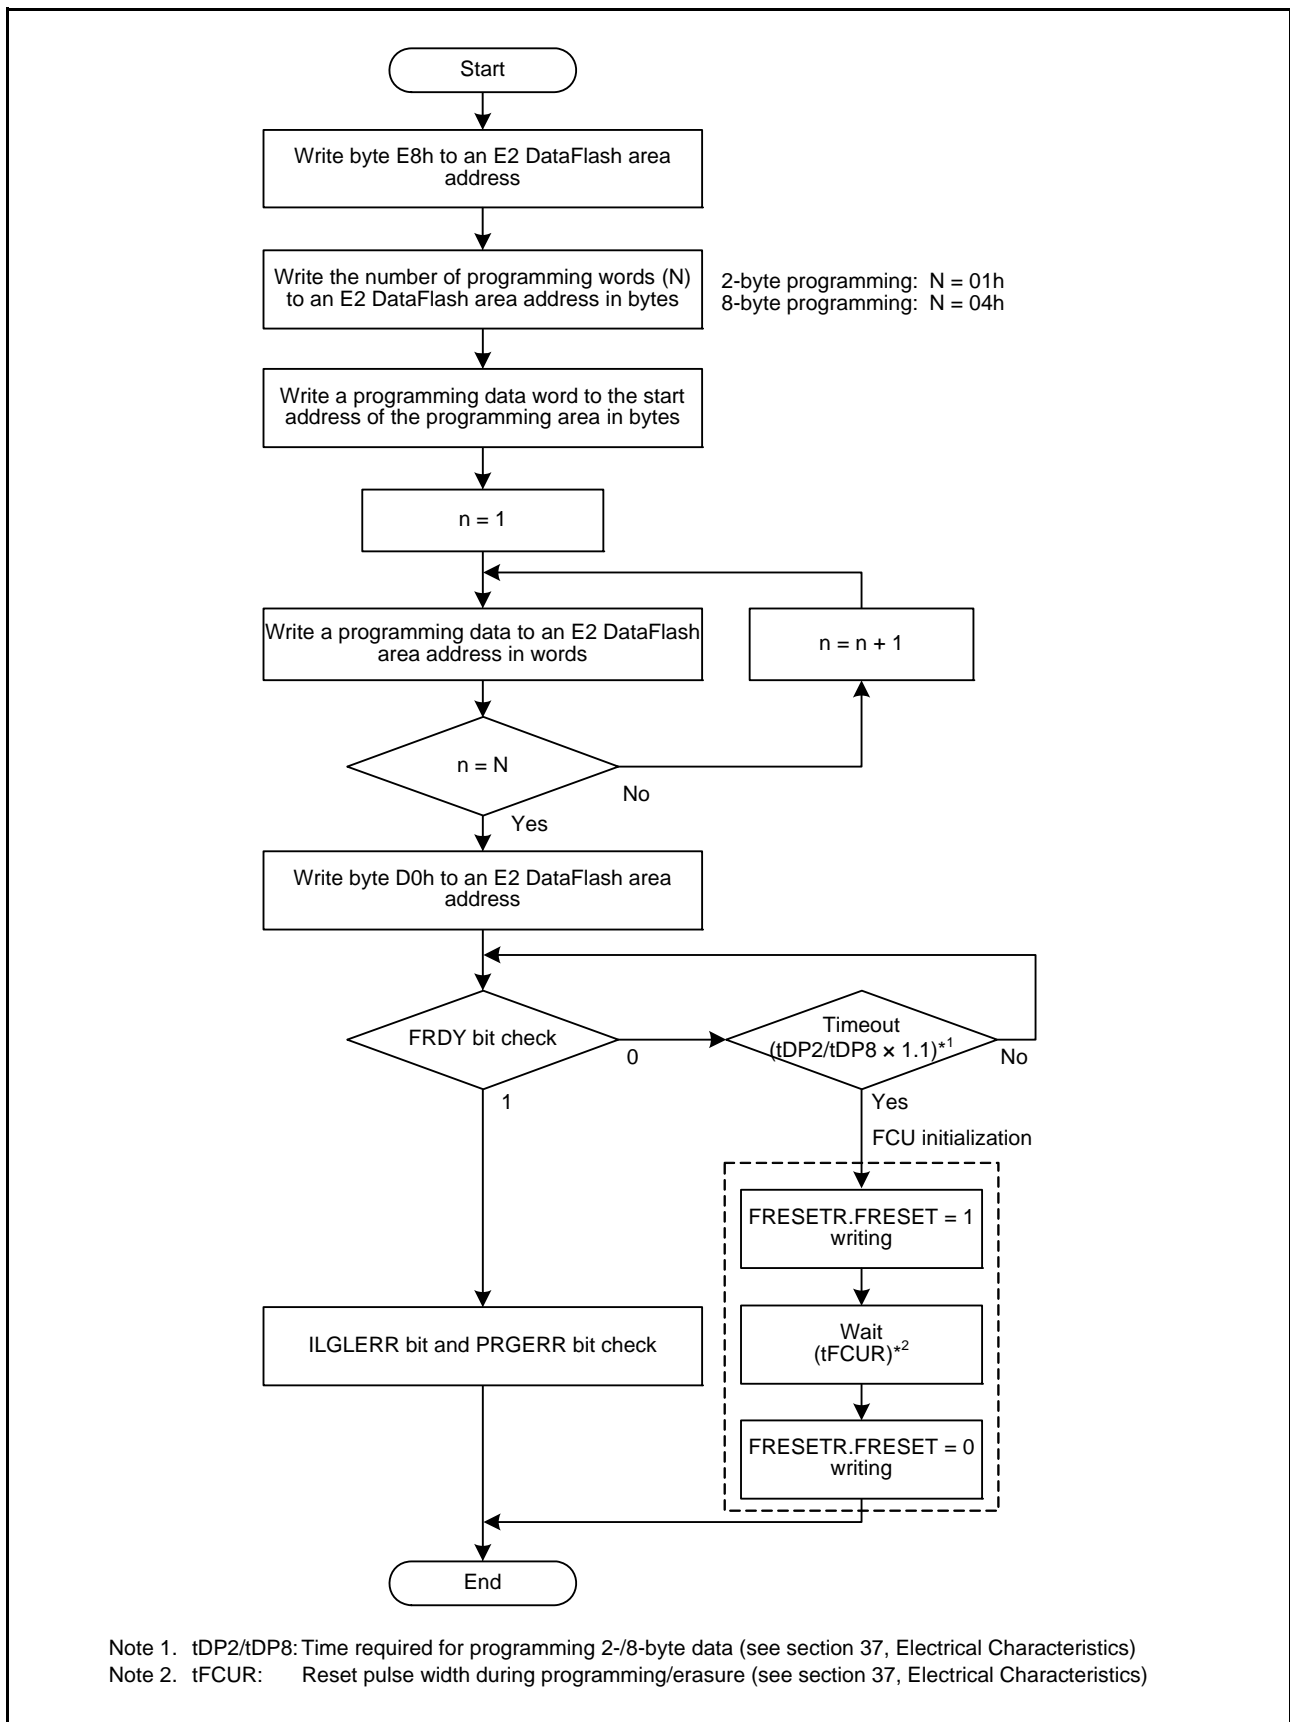 Start
Write byte E8h to an E2 DataFlash area
address
Write the number of programming words (N)
to an E2 DataFlash area address in bytes
2-byte programming: N = 01h
8-byte programming: N = 04h
Write a programming data word to the start
address of the programming area in bytes
n = 1
Write a programming data to an E2 DataFlash
area address in words
n = n + 1
n = N
No
Yes
Write byte D0h to an E2 DataFlash area
address
FRDY bit check
0
1
Timeout
(tDP2/tDP8 × 1.1)*1
No
Yes
FCU initialization
FRESETR.FRESET = 1
writing
Wait
(tFCUR)*2
FRESETR.FRESET = 0
writing
ILGLERR bit and PRGERR bit check
End
Note 1. tDP2/tDP8: Time required for programming 2-/8-byte data (see section 37, Electrical Characteristics)
Note 2. tFCUR: Reset pulse width during programming/erasure (see section 37, Electrical Characteristics)